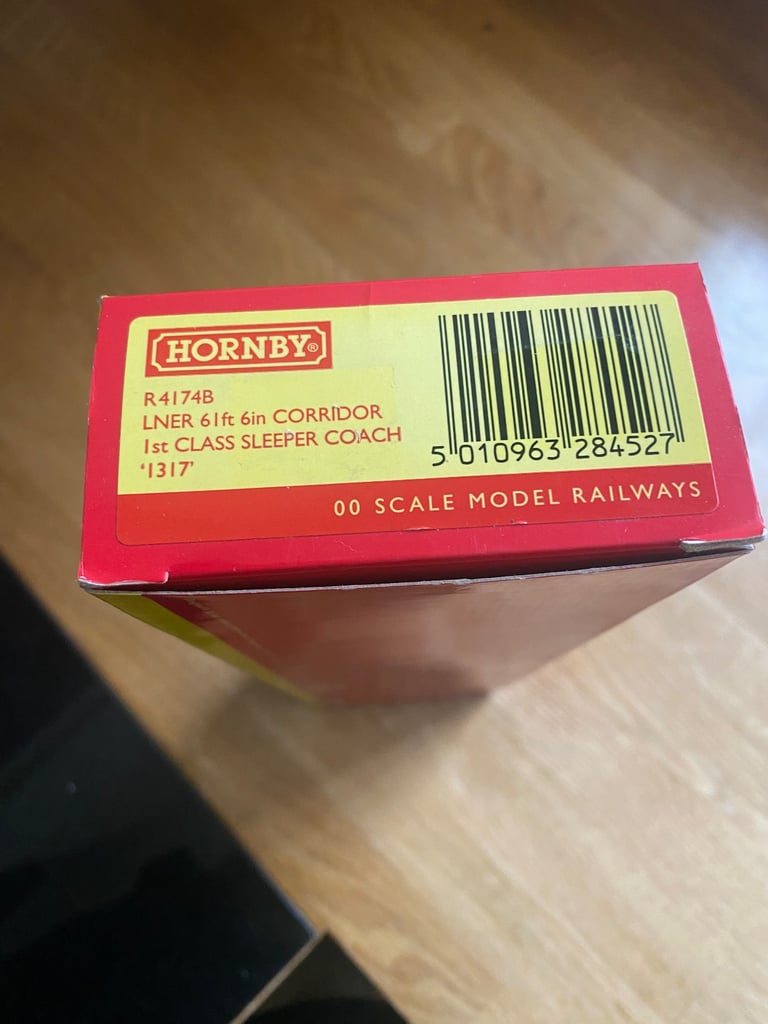 HORNBY®
R4174B
LNER 61ft 6in CORRIDOR
1st CLASS SLEEPER COACH
‘1317’
5 010963 284527
00 SCALE MODEL RAILWAYS